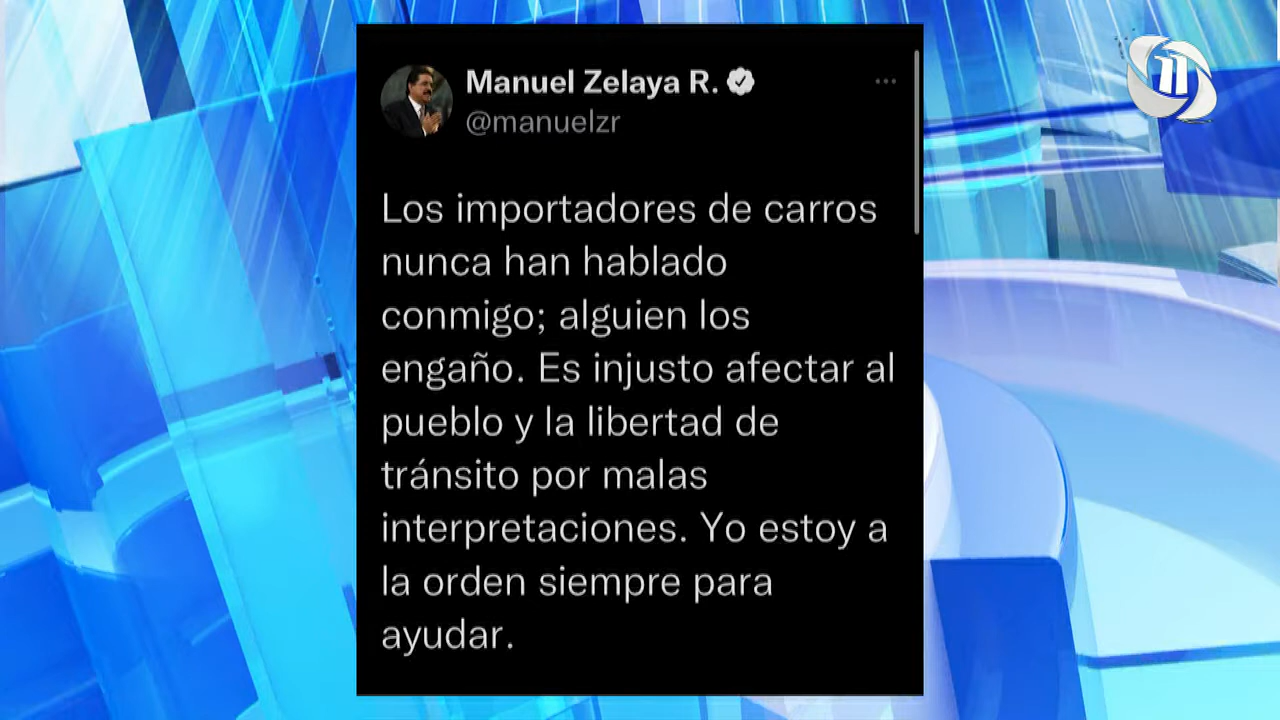 11
Manuel Zelaya R.
@manuelzr
Los importadores de carros
nunca han hablado
conmigo; alguien los
engaño. Es injusto afectar al
pueblo y la libertad de
tránsito por malas
interpretaciones. Yo estoy a
la orden siempre para
ayudar.